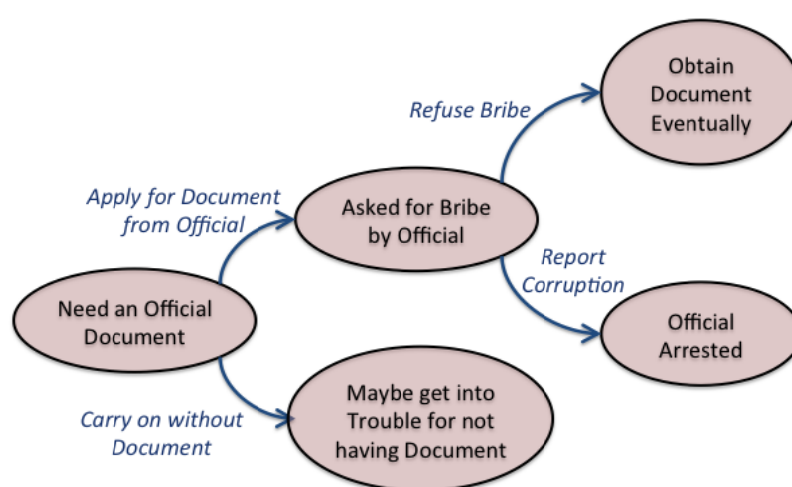 Obtain
Document
Eventually
Refuse Bribe
Apply for Document
from Official
Asked for Bribe
by Official
Report
Corruption
Need an Official
Document
Official
Arrested
Carry on without
Document
Maybe get into
Trouble for not
having Document